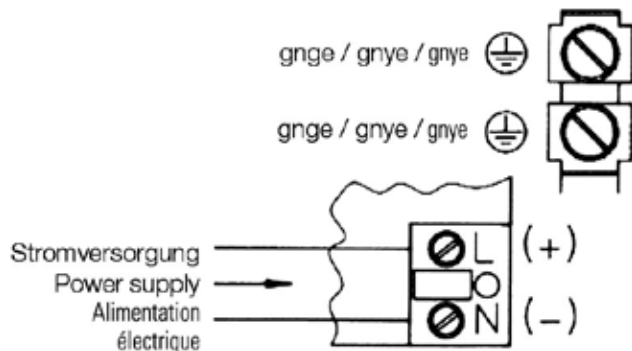 gnge / gnye / gnye
gnge / gnye / gnye
Stromversorgung
Power supply
Alimentation
électrique
L (+)
N (-)